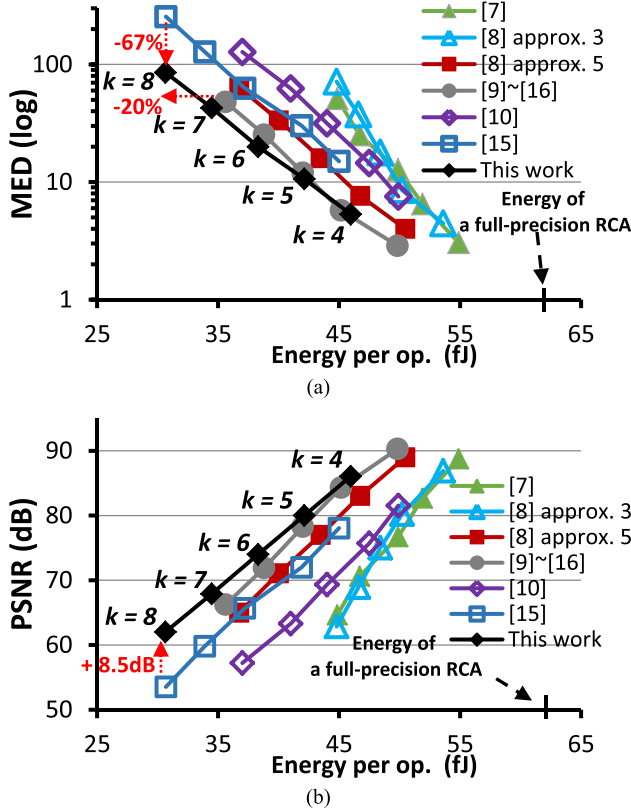 MED (log)
100
10
1
-67%
-20%
k = 8
k = 7
k = 6
k = 5
k = 4
[7]
[8] approx. 3
[8] approx. 5
[9]~[16]
[10]
[15]
This work
Energy of
a full-precision RCA
25 35 45 55 65
Energy per op. (fJ)
(a)
PSNR (dB)
90
80
70
60
50
k = 4
k = 5
k = 6
k = 7
k = 8
+ 8.5dB
[7]
[8] approx. 3
[8] approx. 5
[9]~[16]
[10]
[15]
This work
Energy of
a full-precision RCA
25 35 45 55 65
Energy per op. (fJ)
(b)